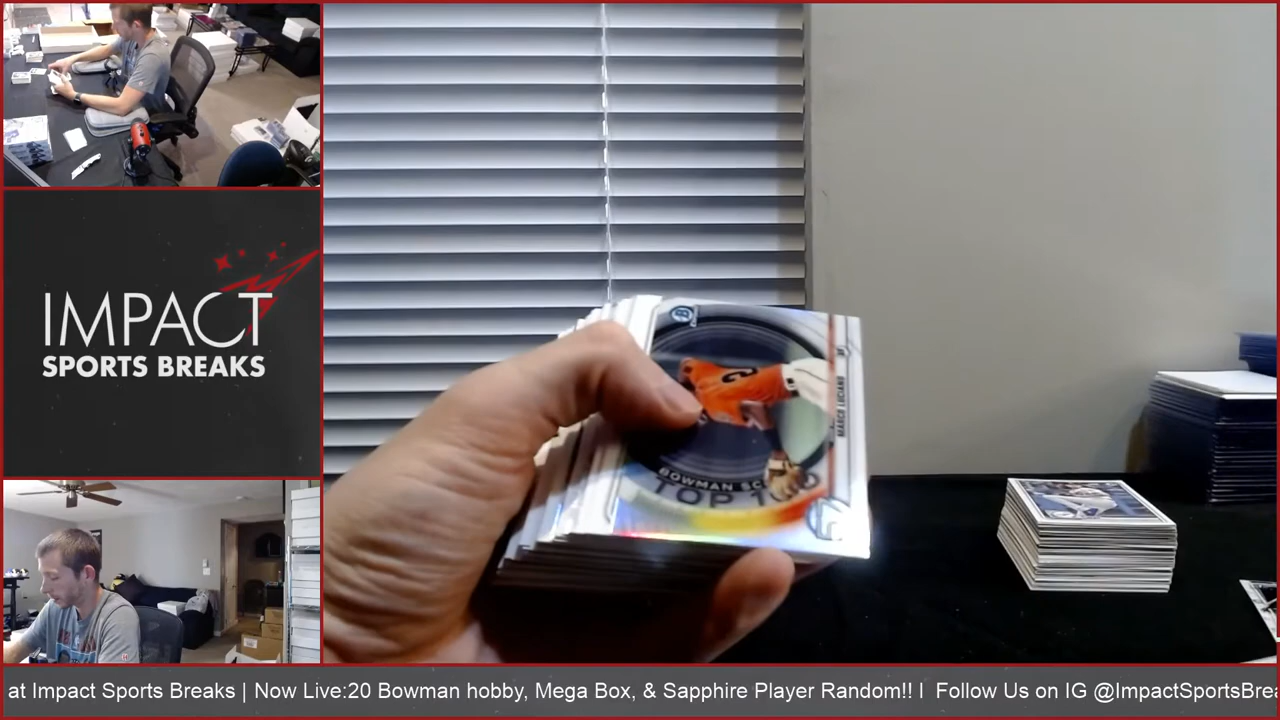 IMPACT
SPORTS BREAKS
MARCO LUCIANO
BOWMAN SC
TOP 1
at Impact Sports Breaks | Now Live:20 Bowman hobby, Mega Box, & Sapphire Player Random!! I Follow Us on IG @ImpactSportsBrea